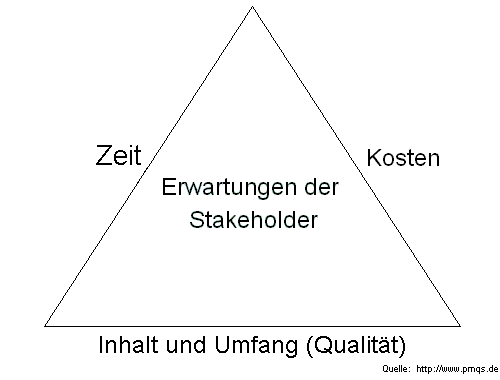 Zeit
Kosten
Erwartungen der
Stakeholder
Inhalt und Umfang (Qualität)
Quelle: http://www.pmqs.de